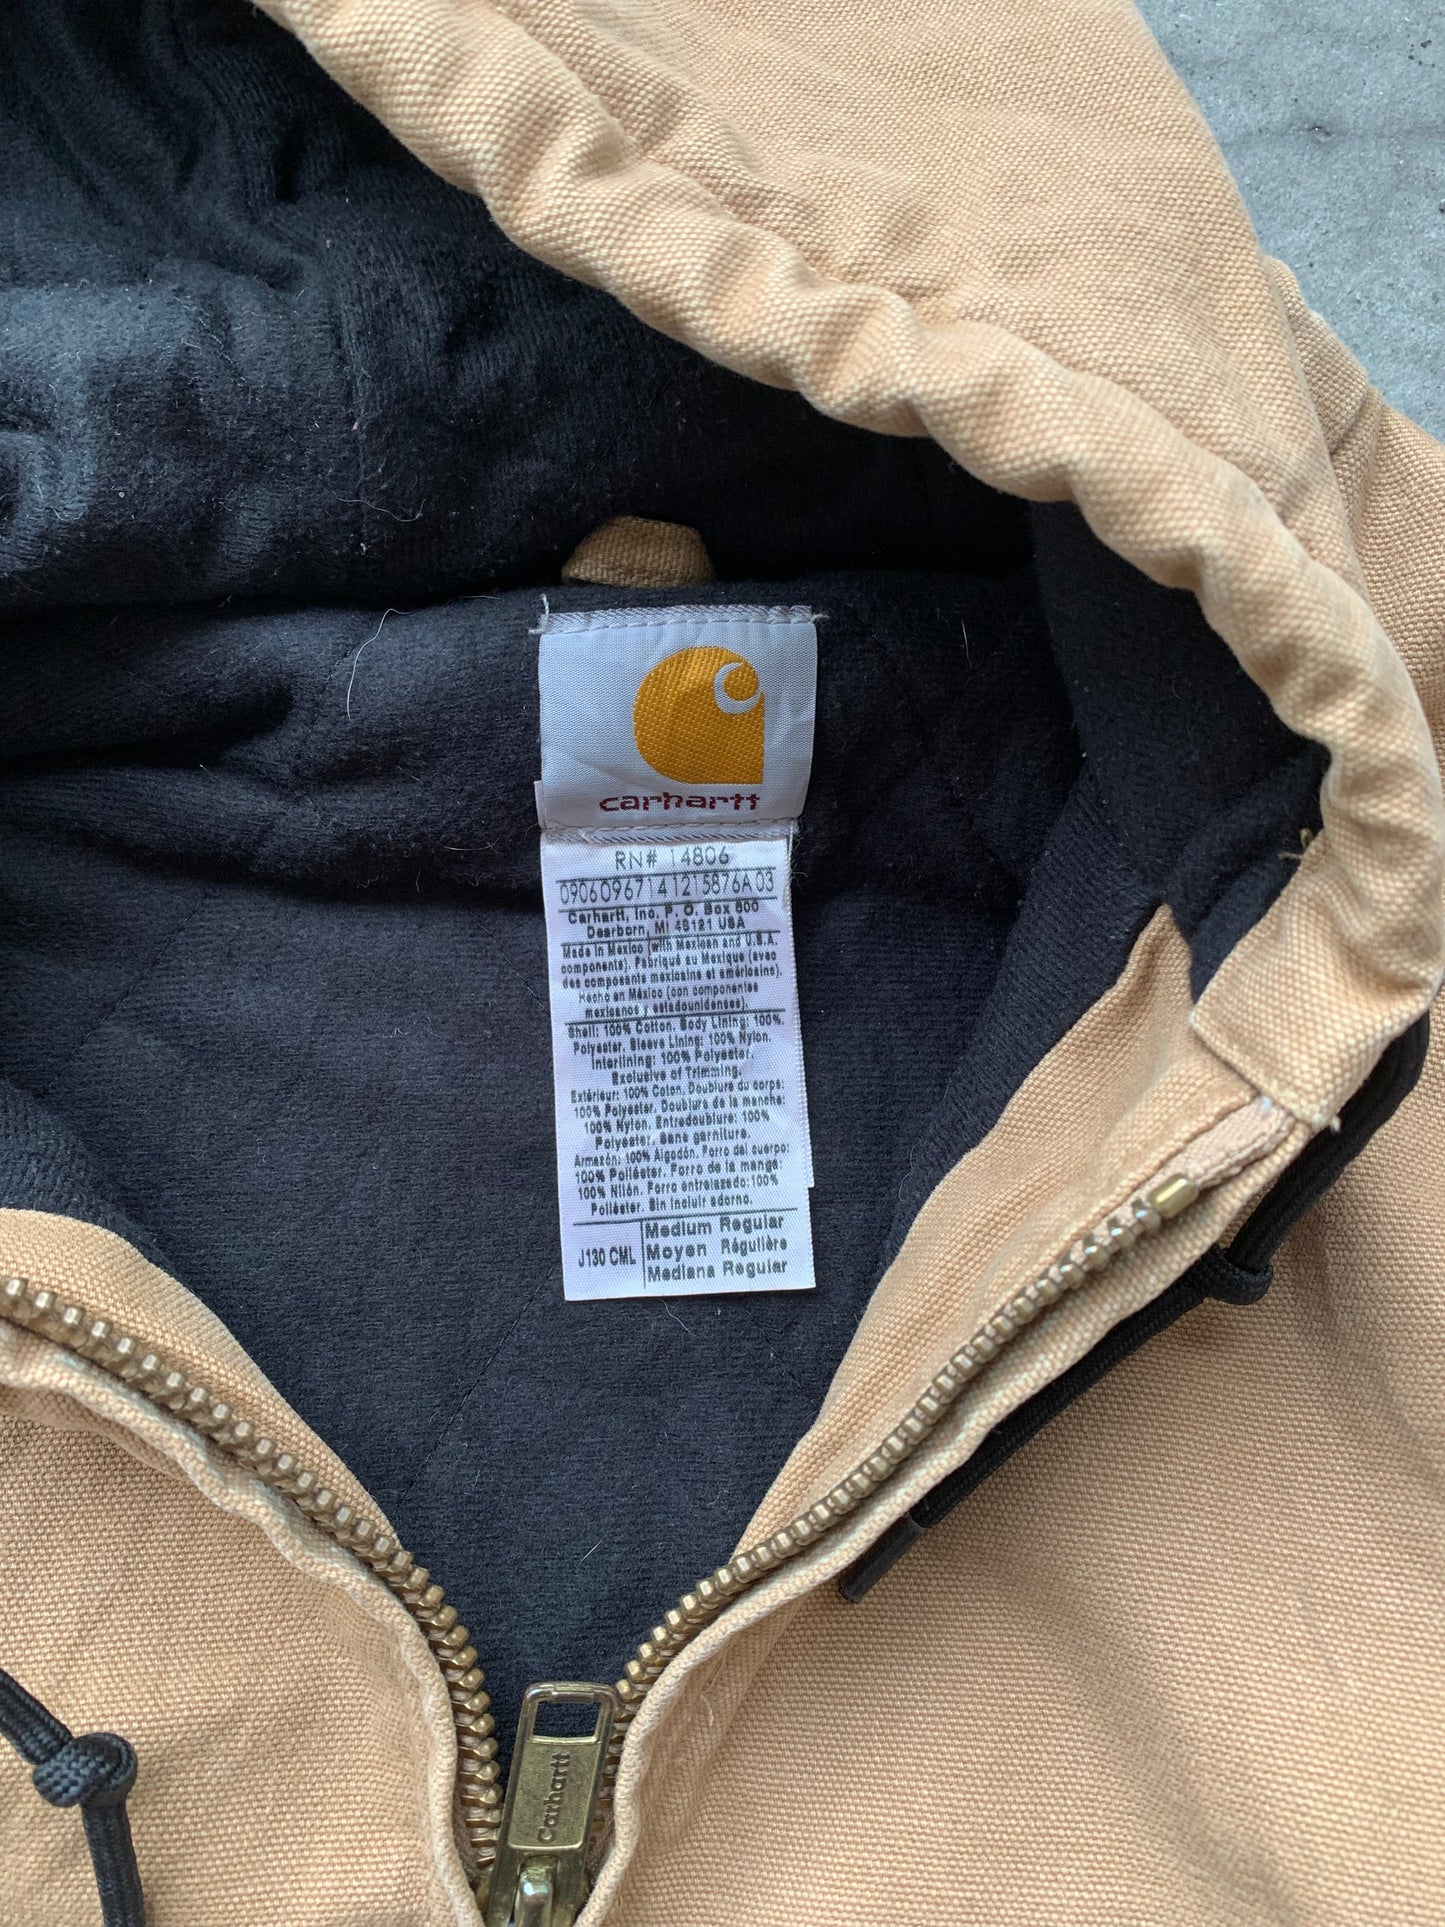 carhartt
RN# 14806
09060967141215876A03
Carhartt, Inc. P. O. Box 600
Dearborn, MI 48121 USA
Made in Mexico (with Mexican and U.S.A.
components). Fabriqué au Mexique (avec
des composants mexicains et américains).
Hecho en México (con componentes
mexicanos y estadounidenses).
Shell: 100% Cotton. Body Lining: 100%.
Polyester. Sleeve Lining: 100% Nylon.
Interlining: 100% Polyester.
Exclusive of Trimming.
Extérieur: 100% Coton. Doublure du corps:
100% Polyester. Doublure de la manche:
100% Nylon. Entredoublure: 100%
Polyester. Sans garniture.
Armazón: 100% Algodón. Forro del cuerpo:
100% Poliéster. Forro de la manga:
100% Nilón. Forro entrelazado: 100%
Poliéster. Sin incluir adorno.
J130 CML
Medium Regular
Moyen Régulière
Mediana Regular
Carhartt